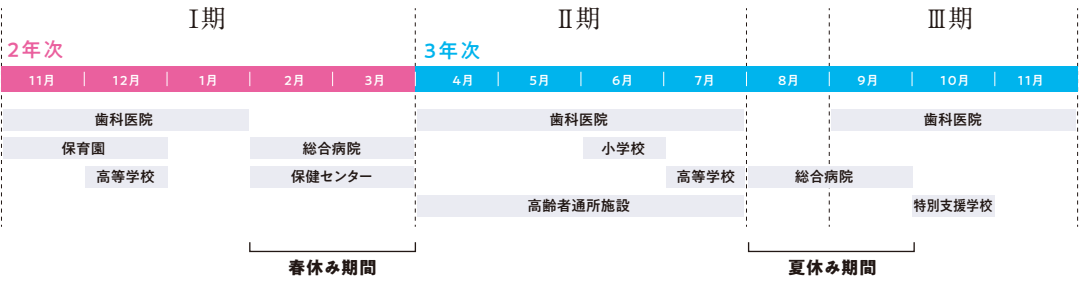 Ⅰ期 Ⅱ期 Ⅲ期
2年次 3年次
11月 12月 1月 2月 3月 4月 5月 6月 7月 8月 9月 10月 11月
歯科医院 歯科医院 歯科医院
保育園 総合病院 小学校
高等学校 保健センター 高等学校 総合病院
高齢者通所施設 特別支援学校
春休み期間 夏休み期間